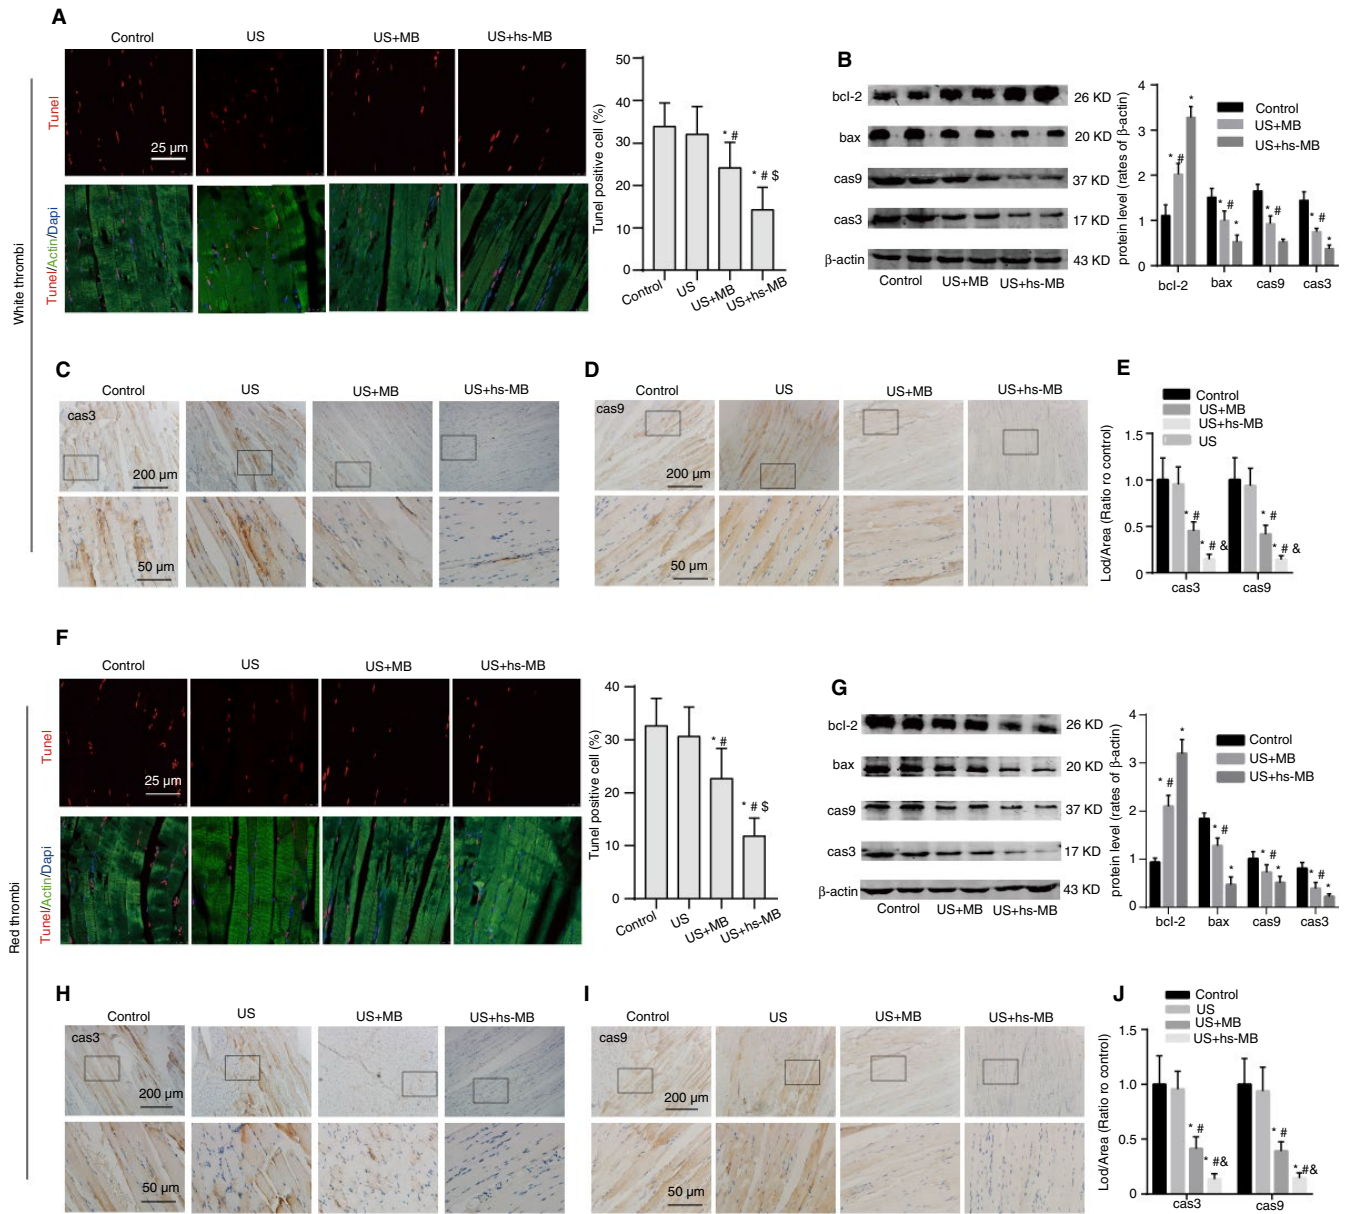 A
Control
US
US+MB
US+hs-MB
Tunel
25 µm
Tunel/Actin/Dapi
White thrombi
Tunel positive cell (%)
50
40
30
20
10
0
* #
* # $
Control
US
US+MB
US+hs-MB
B
bcl-2
26 KD
bax
20 KD
cas9
37 KD
cas3
17 KD
β-actin
43 KD
Control
US+MB
US+hs-MB
protein level (rates of β-actin)
4
3
2
1
0
Control
US+MB
US+hs-MB
* #
*
* #
*
* #
* #
*
bcl-2
bax
cas9
cas3
C
Control
US
US+MB
US+hs-MB
cas3
200 µm
50 µm
D
Control
US
US+MB
US+hs-MB
cas9
200 µm
50 µm
E
Control
US+MB
US+hs-MB
US
Lod/Area (Ratio ro control)
1.5
1.0
0.5
0
* #
* # &
* #
* # &
cas3
cas9
F
Control
US
US+MB
US+hs-MB
Tunel
25 µm
Tunel/Actin/Dapi
Red thrombi
Tunel positive cell (%)
40
30
20
10
0
* #
* # $
Control
US
US+MB
US+hs-MB
G
bcl-2
26 KD
bax
20 KD
cas9
37 KD
cas3
17 KD
β-actin
43 KD
Control
US+MB
US+hs-MB
protein level (rates of β-actin)
4
3
2
1
0
Control
US+MB
US+hs-MB
* #
*
* #
*
* #
*
* #
*
bcl-2
bax
cas9
cas3
H
Control
US
US+MB
US+hs-MB
cas3
200 µm
50 µm
I
Control
US
US+MB
US+hs-MB
cas9
200 µm
50 µm
J
Control
US
US+MB
US+hs-MB
Lod/Area (Ratio ro control)
1.5
1.0
0.5
0
* #
* #&
* #
* #&
cas3
cas9